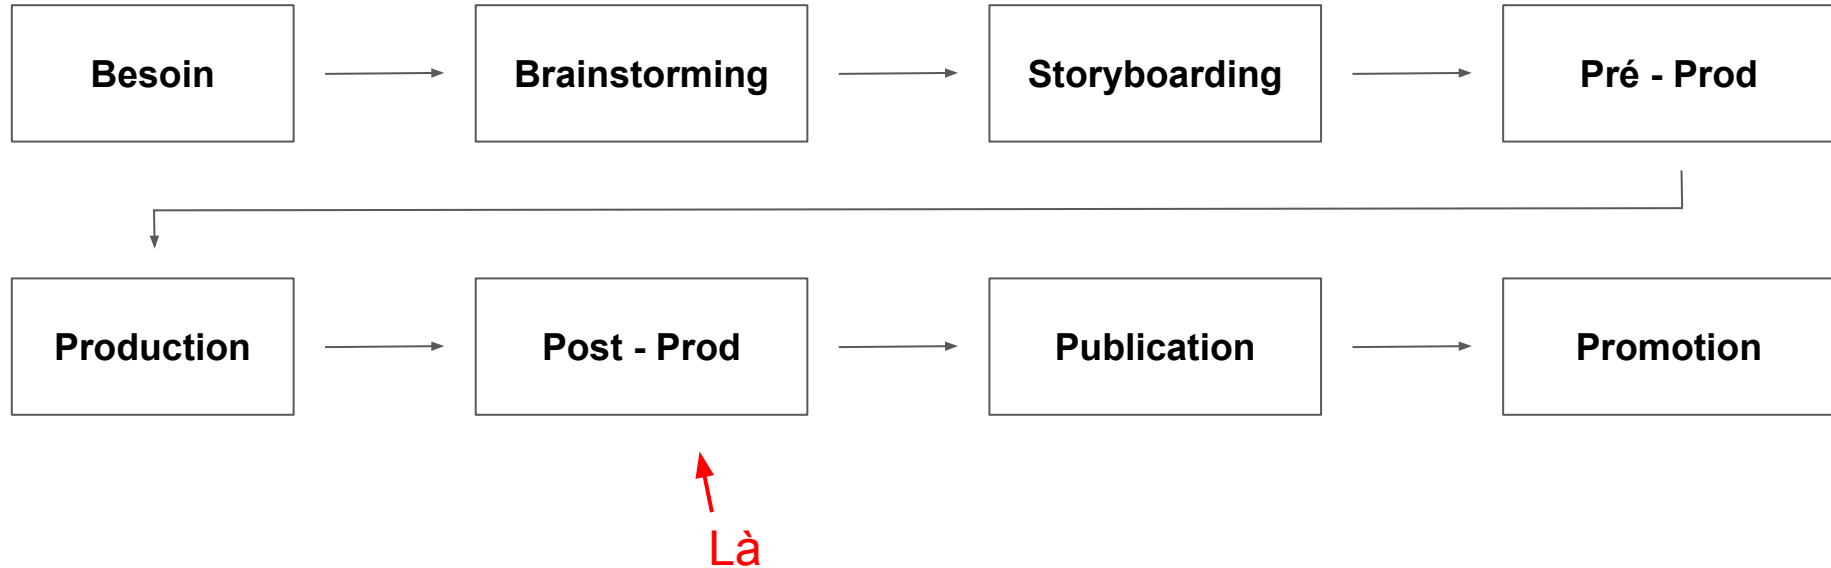 Besoin
Brainstorming
Storyboarding
Pré - Prod
Production
Post - Prod
Publication
Promotion
Là